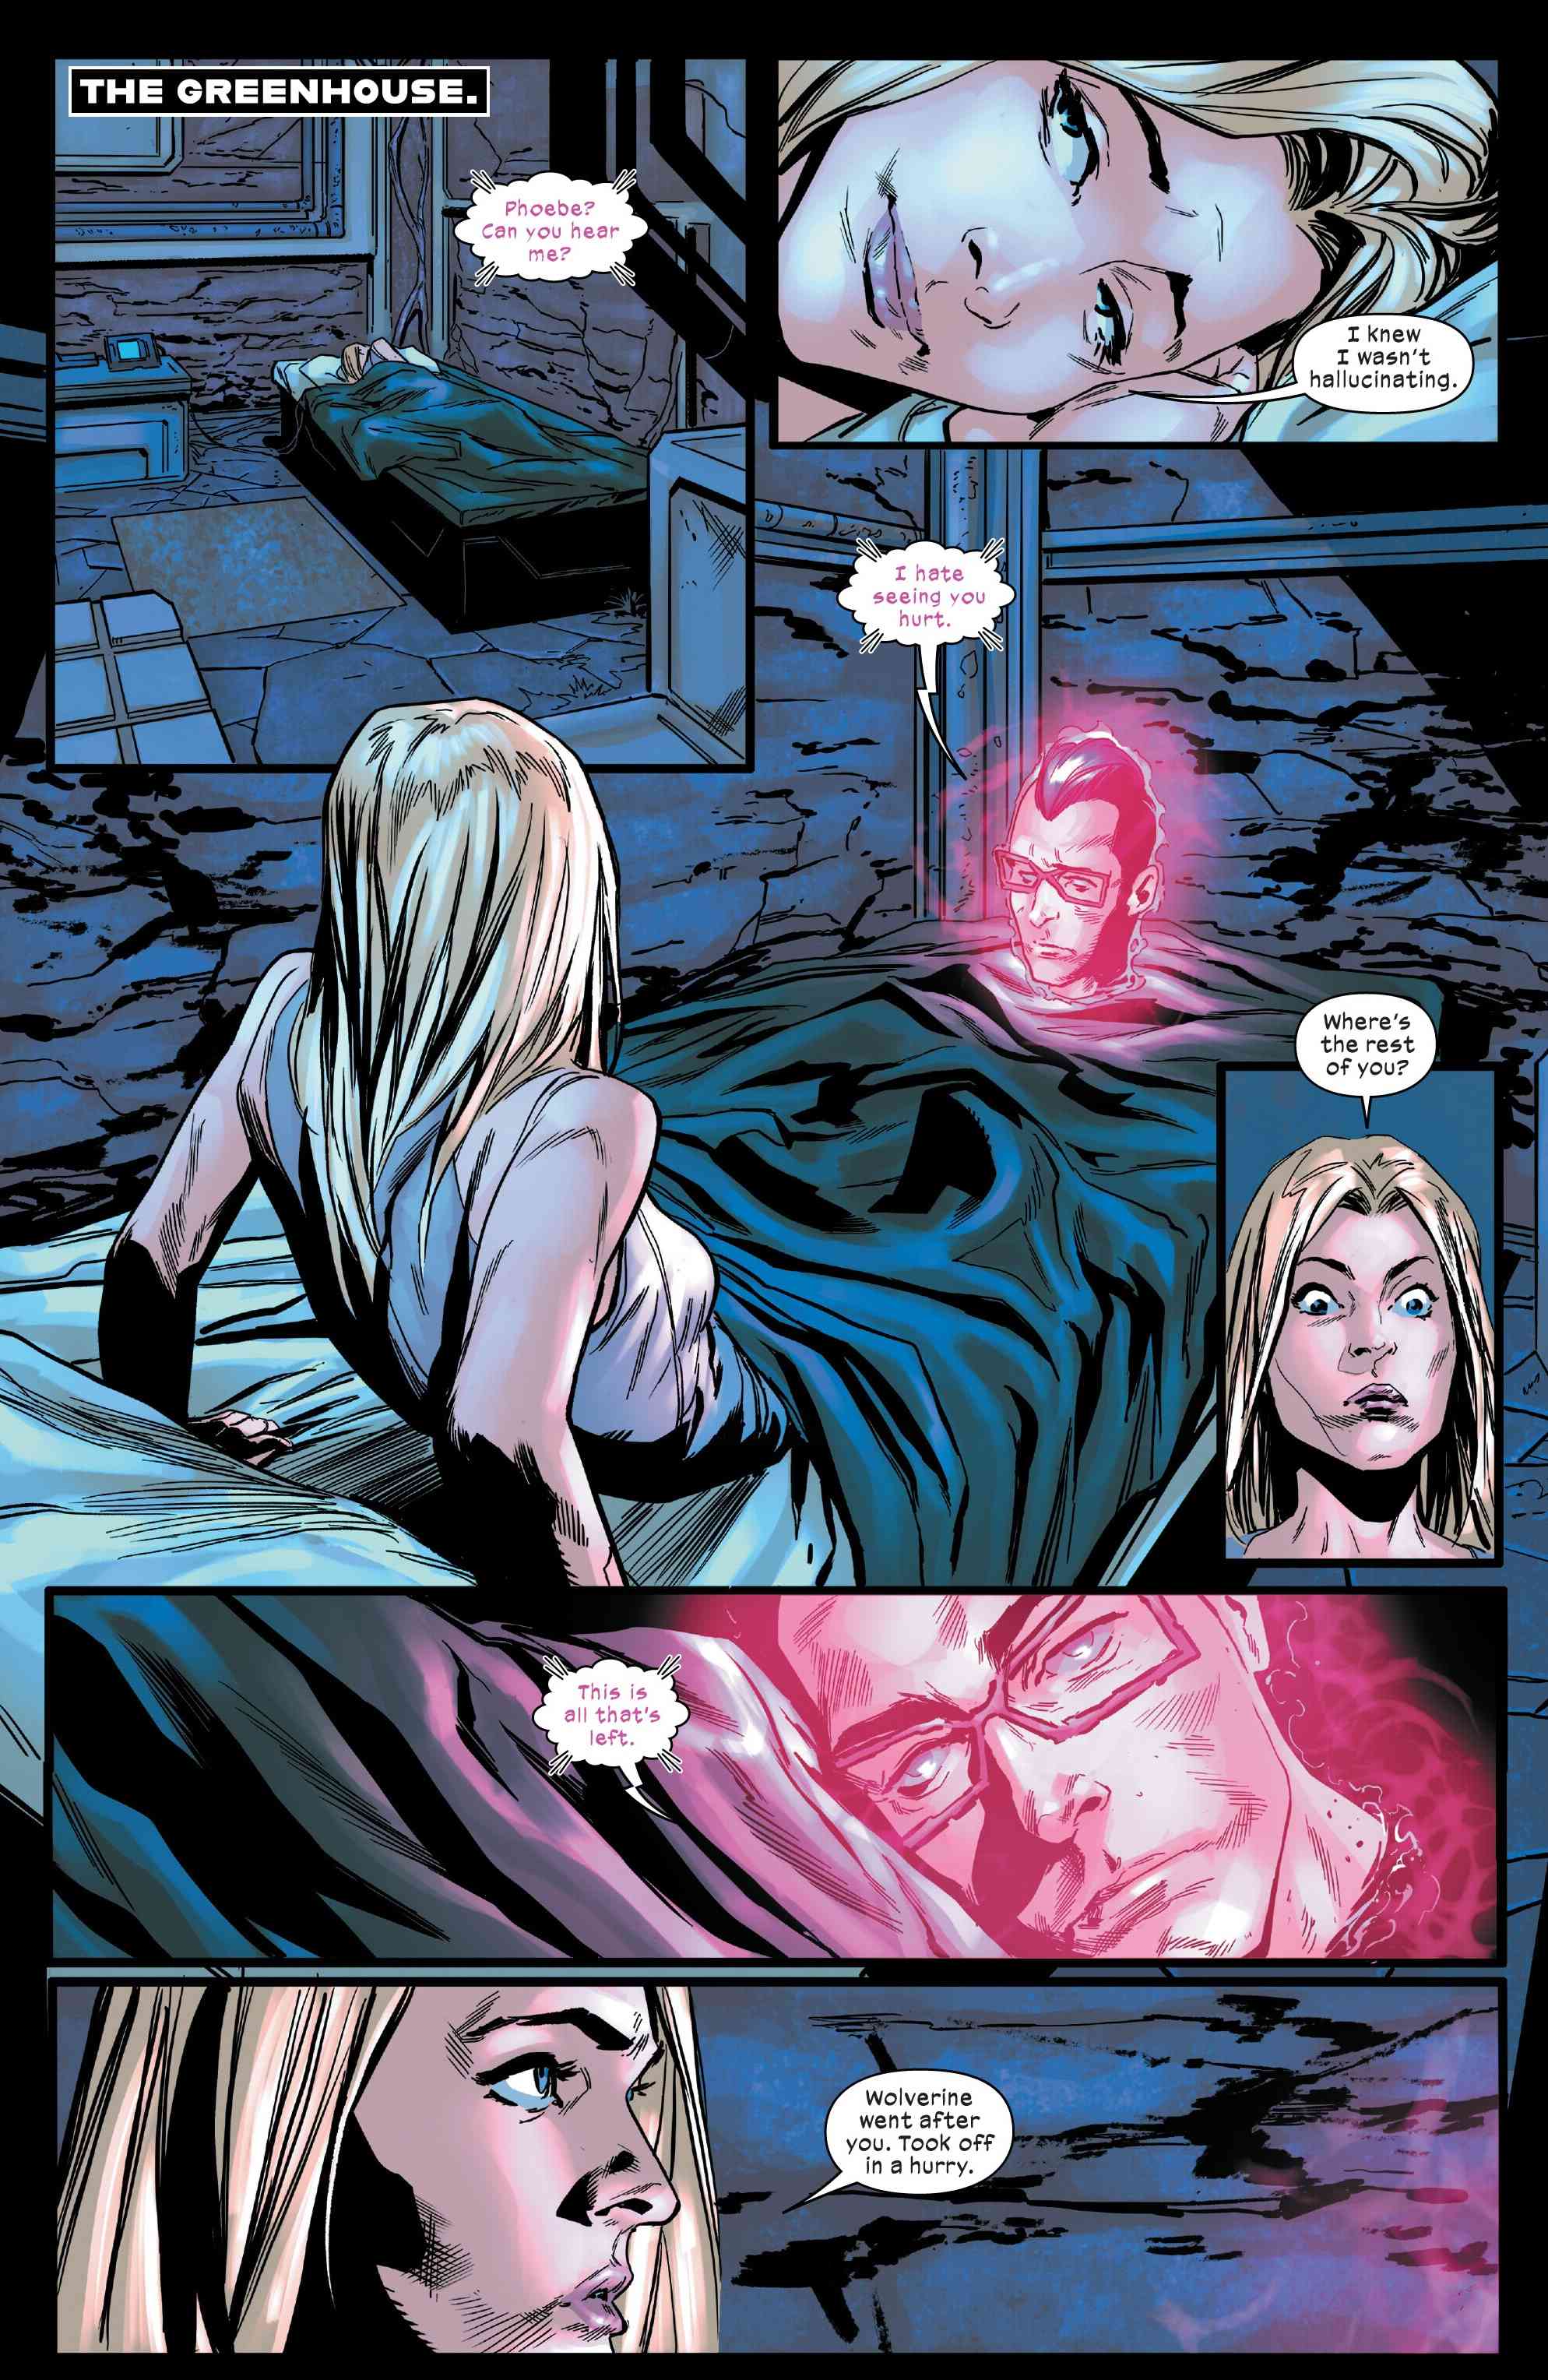 THE GREENHOUSE.
Phoebe?
Can you hear
me?
I knew
I wasn't
hallucinating.
I hate
seeing you
hurt.
Where's
the rest
of you?
This is
all that's
left.
Wolverine
went after
you. Took off
in a hurry.